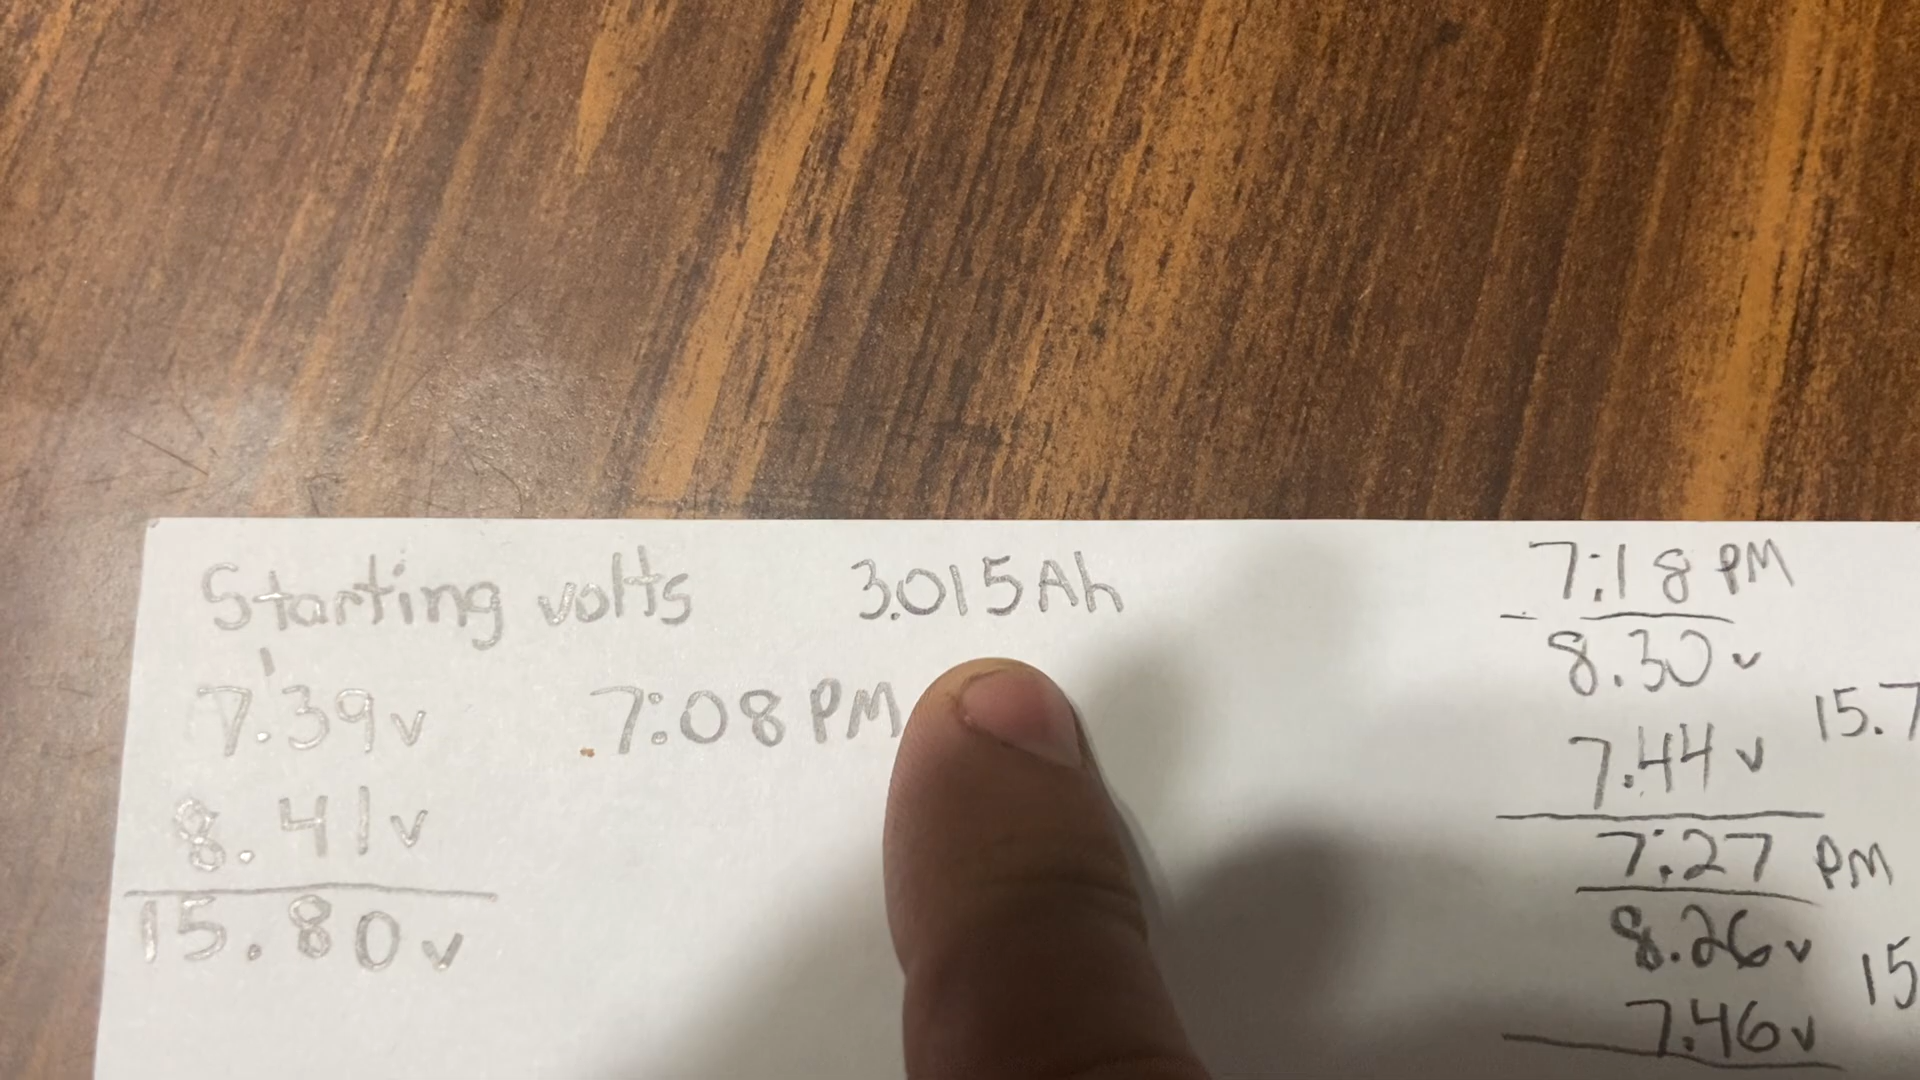 Starting volts 3.015Ah
7.39v 7:08 PM
8.41v
15.80v
7:18 PM
8.30v
7.44v 15.7
7:27 PM
8.26v
7.46v 15